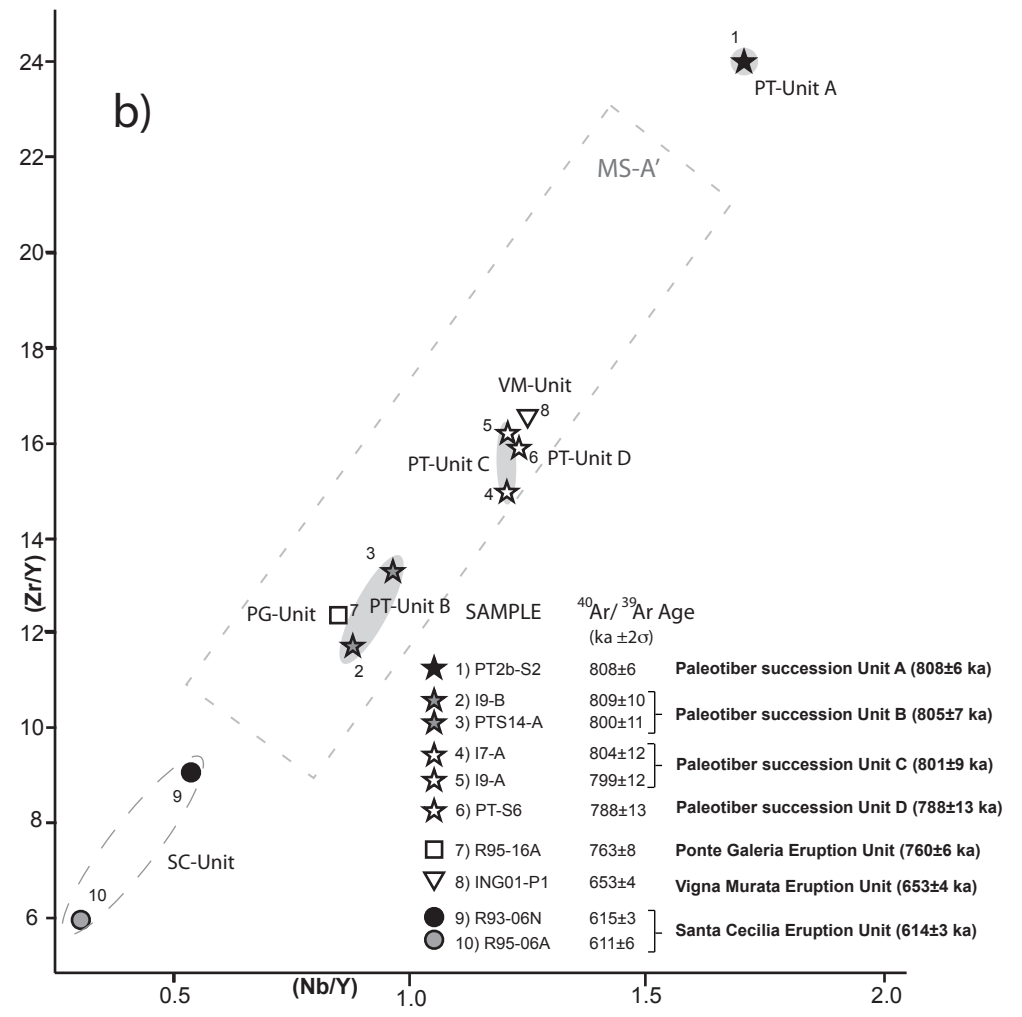 b)
24
22
20
18
16
14
12
10
8
6
(Zr/Y)
0.5
1.0
1.5
2.0
(Nb/Y)
1
PT-Unit A
MS-A'
VM-Unit
8
5
6
PT-Unit D
PT-Unit C
4
3
PG-Unit
7
PT-Unit B
2
9
SC-Unit
10
SAMPLE 40Ar/ 39Ar Age
(ka ±2σ)
1) PT2b-S2 808±6 Paleotiber succession Unit A (808±6 ka)
2) I9-B 809±10
3) PTS14-A 800±11
Paleotiber succession Unit B (805±7 ka)
4) I7-A 804±12
5) I9-A 799±12
Paleotiber succession Unit C (801±9 ka)
6) PT-S6 788±13 Paleotiber succession Unit D (788±13 ka)
7) R95-16A 763±8 Ponte Galeria Eruption Unit (760±6 ka)
8) ING01-P1 653±4 Vigna Murata Eruption Unit (653±4 ka)
9) R93-06N 615±3
10) R95-06A 611±6
Santa Cecilia Eruption Unit (614±3 ka)